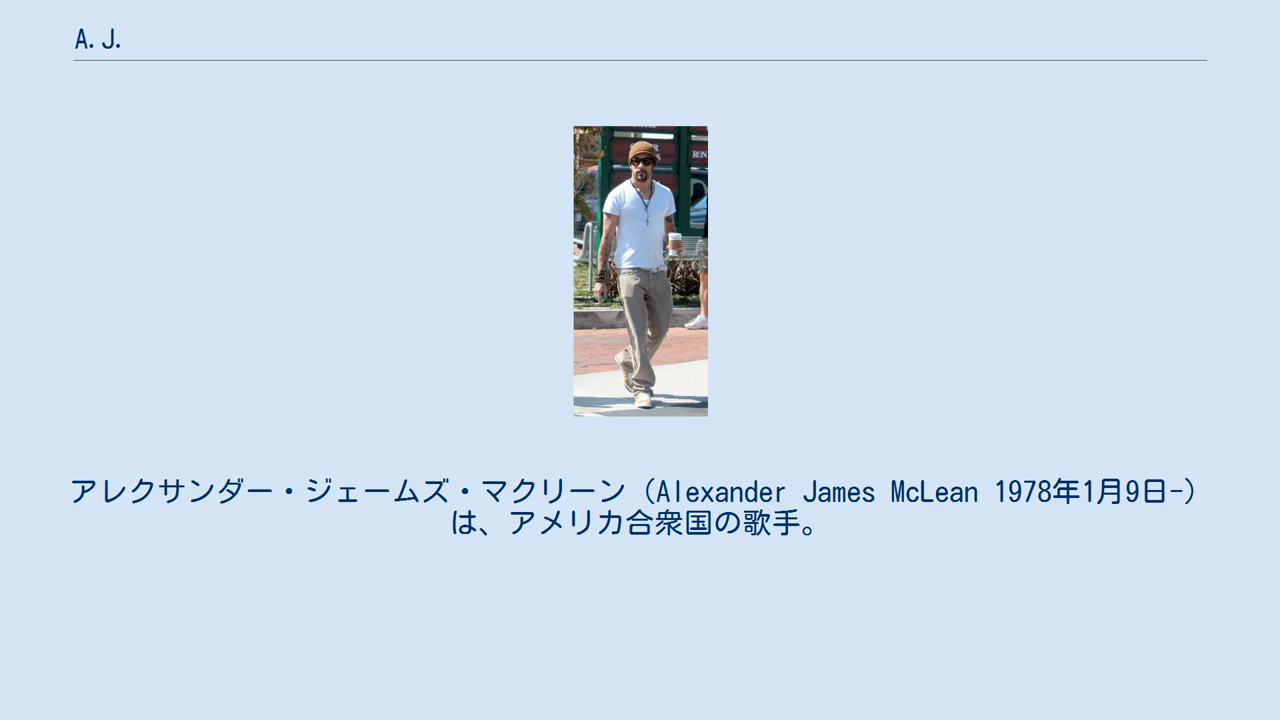 A.J.
RON
アレクサンダー・ジェームズ・マクリーン（Alexander James McLean 1978年1月9日-）
は、アメリカ合衆国の歌手。